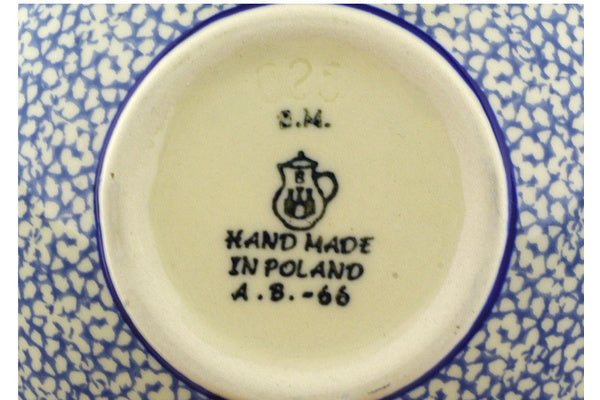 S.M.
B
HAND MADE
IN POLAND
A.B.-66